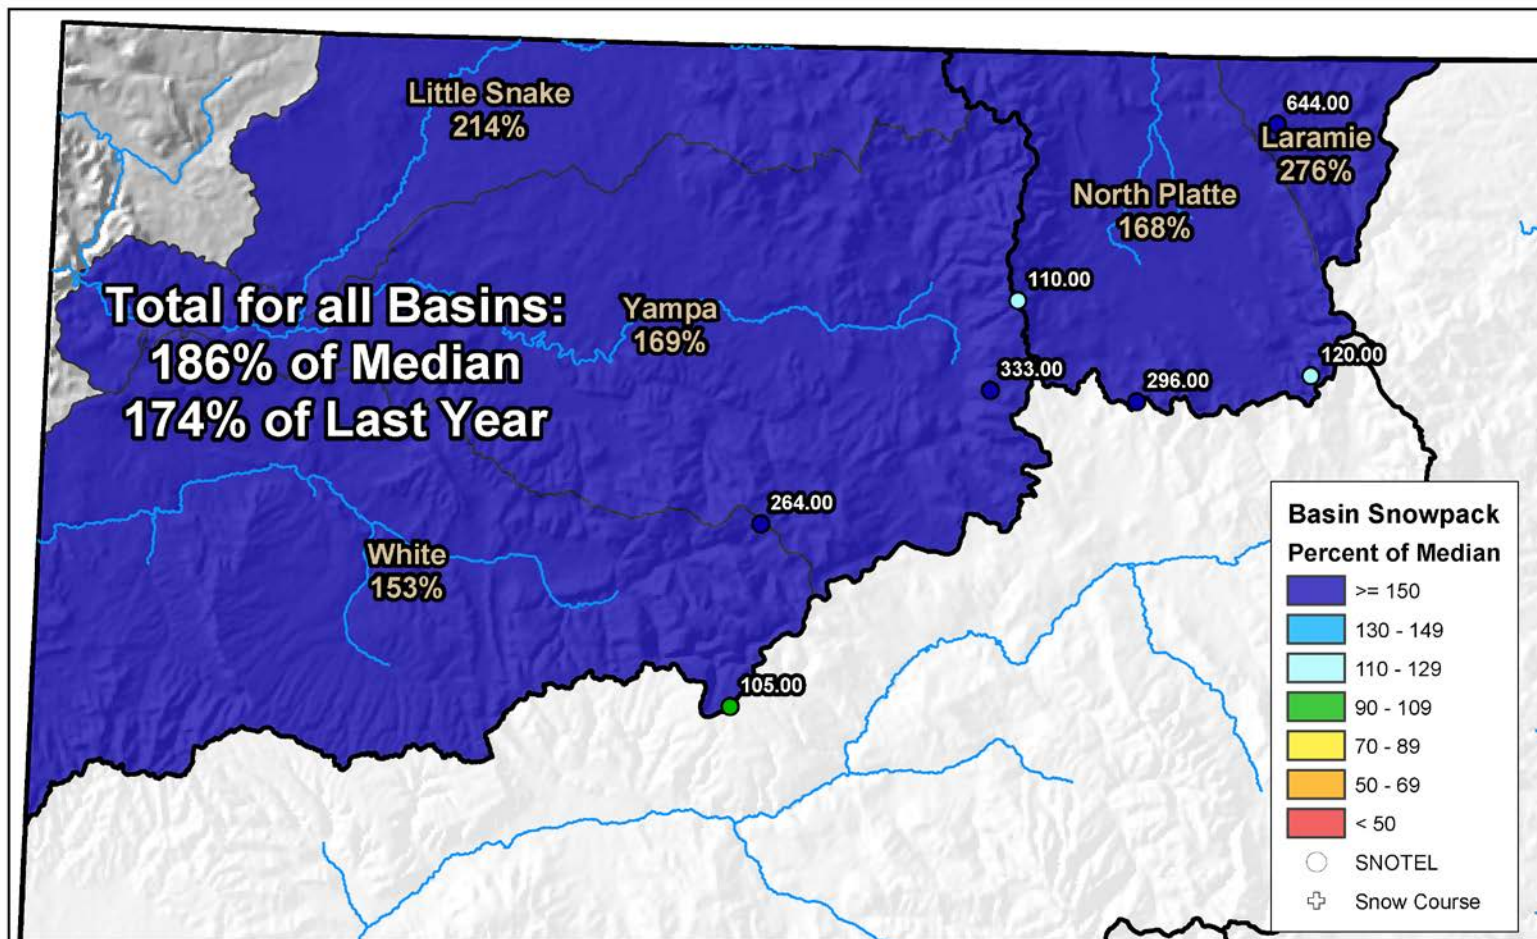 Little Snake
214%
644.00
Laramie
276%
North Platte
168%
110.00
Total for all Basins:
186% of Median
174% of Last Year
Yampa
169%
333.00
296.00
120.00
264.00
White
153%
105.00
Basin Snowpack
Percent of Median
>= 150
130 - 149
110 - 129
90 - 109
70 - 89
50 - 69
< 50
SNOTEL
Snow Course